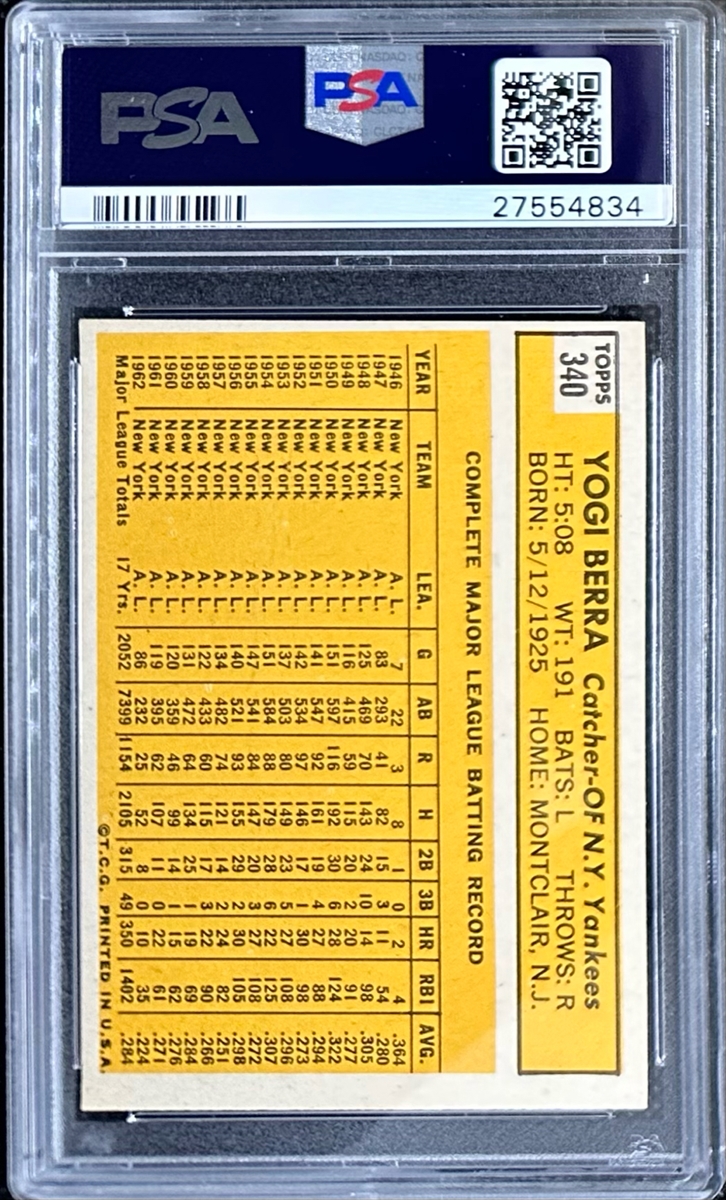 PSA
PSA
NASDAQ: CLCT
27554834
TOPPS
340
YOGI BERRA Catcher-OF N.Y. Yankees
HT: 5:08 WT: 191 BATS: L THROWS: R
BORN: 5/12/1925 HOME: MONTCLAIR, N.J.
COMPLETE MAJOR LEAGUE BATTING RECORD
YEAR TEAM LEA. G AB R H 2B 3B HR RBI AVG.
1946 New York A. L. 7 22 3 8 1 0 2 4 .364
1947 New York A. L. 83 293 41 82 15 3 11 54 .280
1948 New York A. L. 125 469 70 143 24 10 14 98 .305
1949 New York A. L. 116 415 59 115 20 2 20 91 .277
1950 New York A. L. 151 597 116 192 30 6 28 124 .322
1951 New York A. L. 141 547 92 161 19 4 27 88 .294
1952 New York A. L. 142 534 97 146 17 1 30 98 .273
1953 New York A. L. 137 503 80 149 23 5 27 108 .296
1954 New York A. L. 151 584 88 179 28 6 22 125 .307
1955 New York A. L. 147 541 84 147 20 3 27 108 .272
1956 New York A. L. 140 521 93 155 29 2 30 105 .298
1957 New York A. L. 134 482 74 121 14 2 24 82 .251
1958 New York A. L. 122 433 60 115 17 3 22 90 .266
1959 New York A. L. 131 472 64 134 25 1 19 69 .284
1960 New York A. L. 120 359 46 99 14 1 15 62 .276
1961 New York A. L. 119 395 62 107 11 0 22 61 .271
1962 New York A. L. 86 232 25 52 8 0 10 35 .224
Major League Totals 17 Yrs. 2052 7399 1154 2105 315 49 350 1402 .284
©T.C.G. PRINTED IN U.S.A.